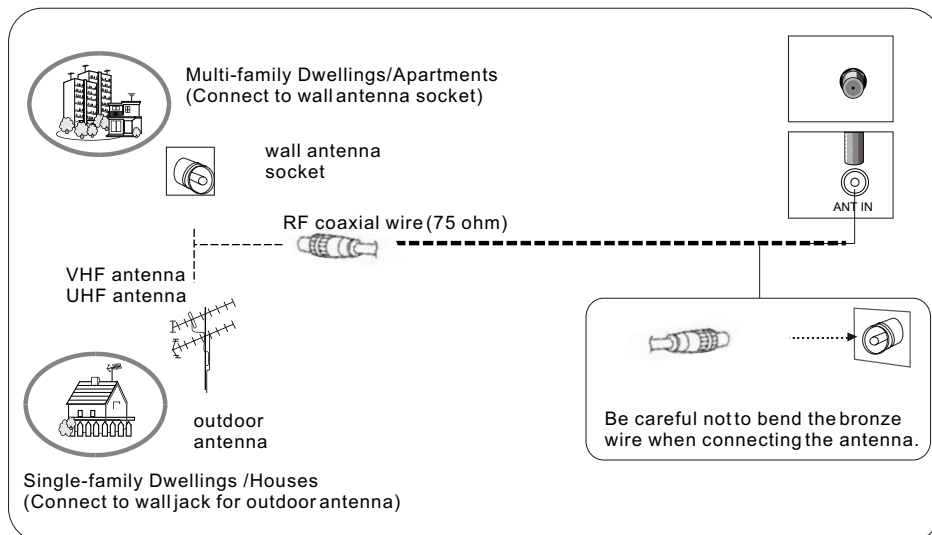 Multi-family Dwellings/Apartments
(Connect to wall antenna socket)
wall antenna
socket
ANT IN
RF coaxial wire (75 ohm)
VHF antenna
UHF antenna
outdoor
antenna
Be careful not to bend the bronze
wire when connecting the antenna.
Single-family Dwellings /Houses
(Connect to wall jack for outdoor antenna)